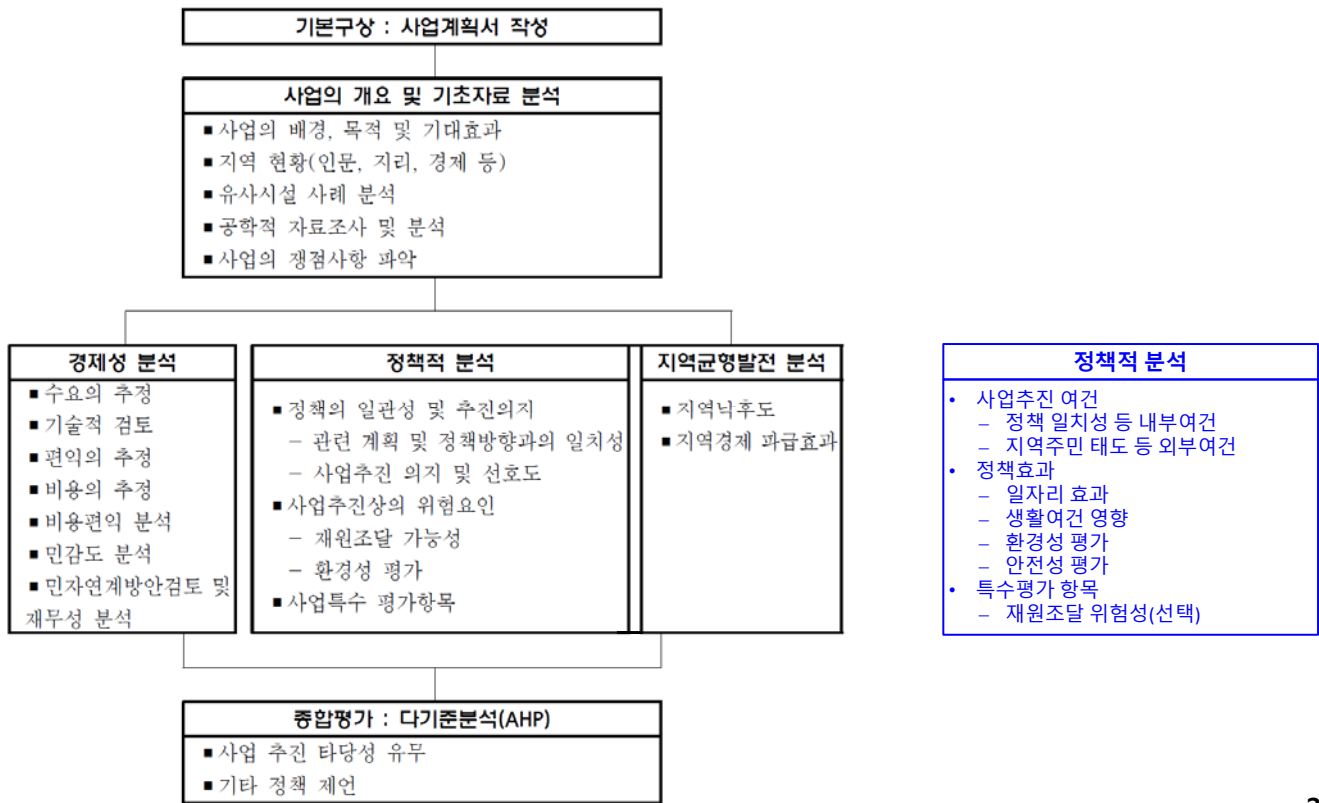 기본구상 : 사업계획서 작성
사업의 개요 및 기초자료 분석
■ 사업의 배경, 목적 및 기대효과
■ 지역 현황(인문, 지리, 경제 등)
■ 유사시설 사례 분석
■ 공학적 자료조사 및 분석
■ 사업의 쟁점사항 파악
경제성 분석
■ 수요의 추정
■ 기술적 검토
■ 편익의 추정
■ 비용의 추정
■ 비용편익 분석
■ 민감도 분석
■ 민자연계방안검토 및
재무성 분석
정책적 분석
■ 정책의 일관성 및 추진의지
– 관련 계획 및 정책방향과의 일치성
– 사업추진 의지 및 선호도
■ 사업추진상의 위험요인
– 재원조달 가능성
– 환경성 평가
■ 사업특수 평가항목
지역균형발전 분석
■ 지역낙후도
■ 지역경제 파급효과
정책적 분석
• 사업추진 여건
– 정책 일치성 등 내부여건
– 지역주민 태도 등 외부여건
• 정책효과
– 일자리 효과
– 생활여건 영향
– 환경성 평가
– 안전성 평가
• 특수평가 항목
– 재원조달 위험성(선택)
종합평가 : 다기준분석(AHP)
■ 사업 추진 타당성 유무
■ 기타 정책 제언